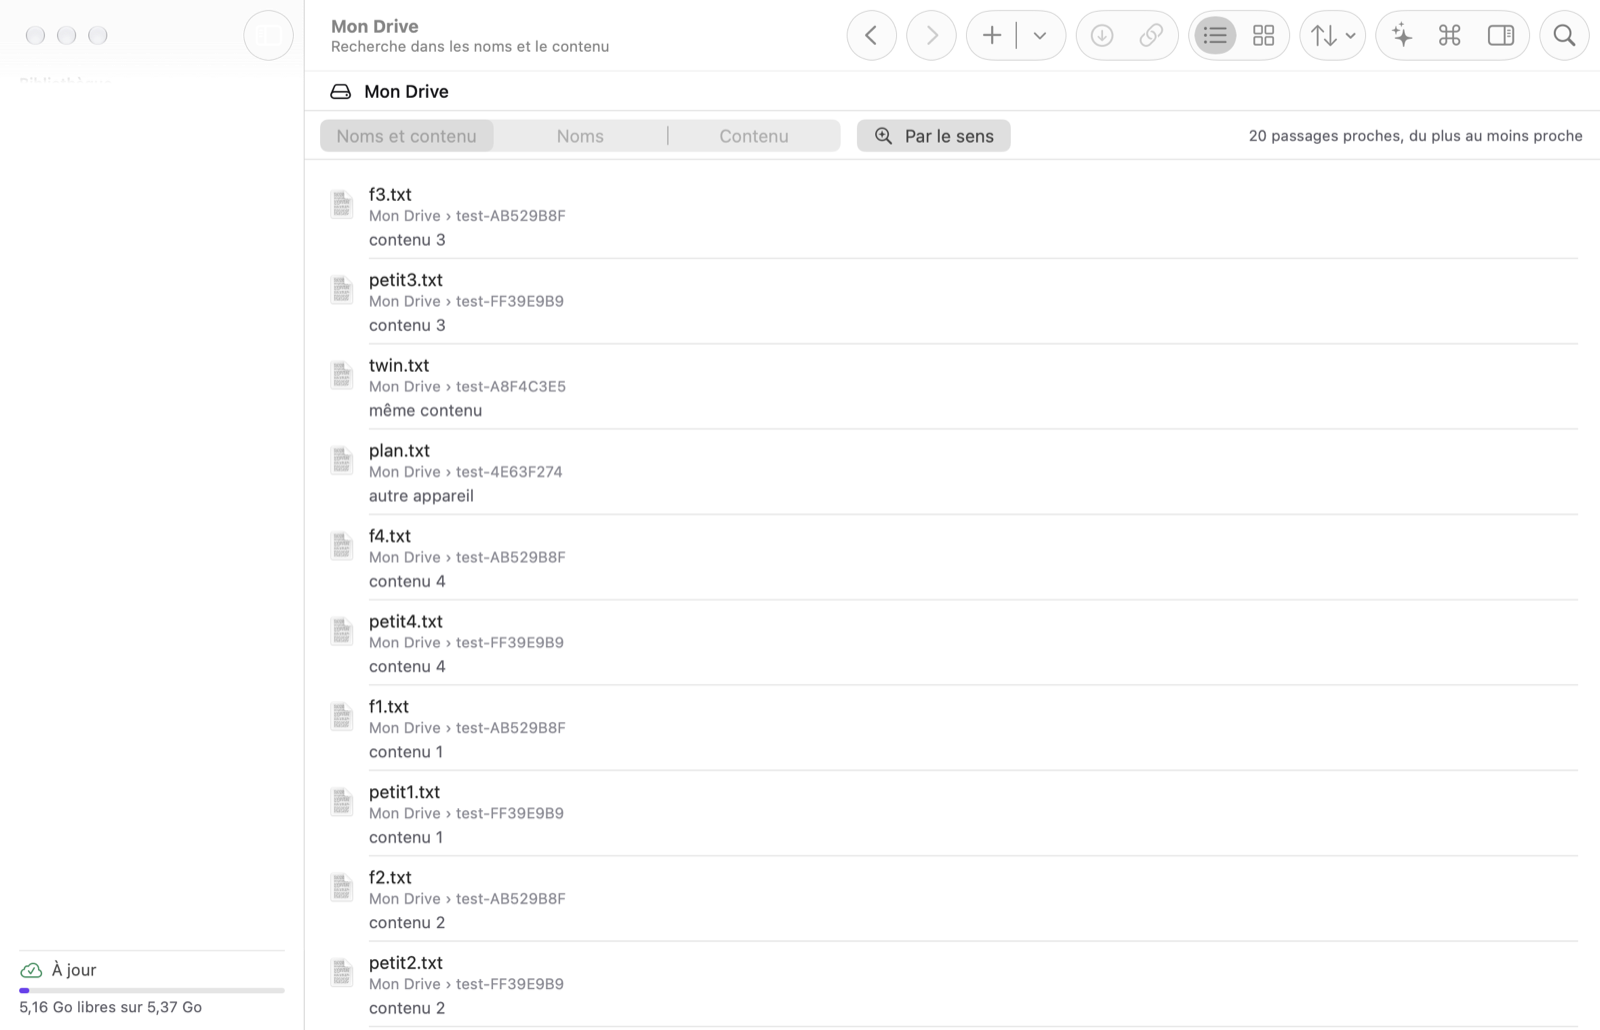 Mon Drive
Recherche dans les noms et le contenu
Mon Drive
Noms et contenu
Noms
Contenu
Par le sens
20 passages proches, du plus au moins proche
f3.txt
Mon Drive › test-AB529B8F
contenu 3
petit3.txt
Mon Drive › test-FF39E9B9
contenu 3
twin.txt
Mon Drive › test-A8F4C3E5
même contenu
plan.txt
Mon Drive › test-4E63F274
autre appareil
f4.txt
Mon Drive › test-AB529B8F
contenu 4
petit4.txt
Mon Drive › test-FF39E9B9
contenu 4
f1.txt
Mon Drive › test-AB529B8F
contenu 1
petit1.txt
Mon Drive › test-FF39E9B9
contenu 1
f2.txt
Mon Drive › test-AB529B8F
contenu 2
petit2.txt
Mon Drive › test-FF39E9B9
contenu 2
À jour
5,16 Go libres sur 5,37 Go